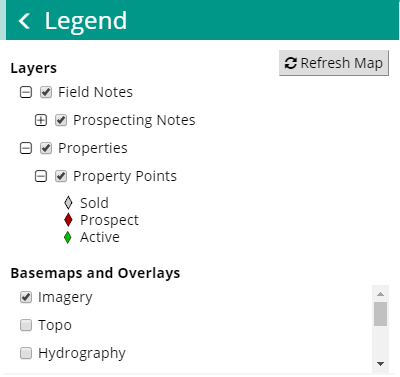 Legend
Layers
Refresh Map
Field Notes
Prospecting Notes
Properties
Property Points
Sold
Prospect
Active
Basemaps and Overlays
Imagery
Topo
Hydrography